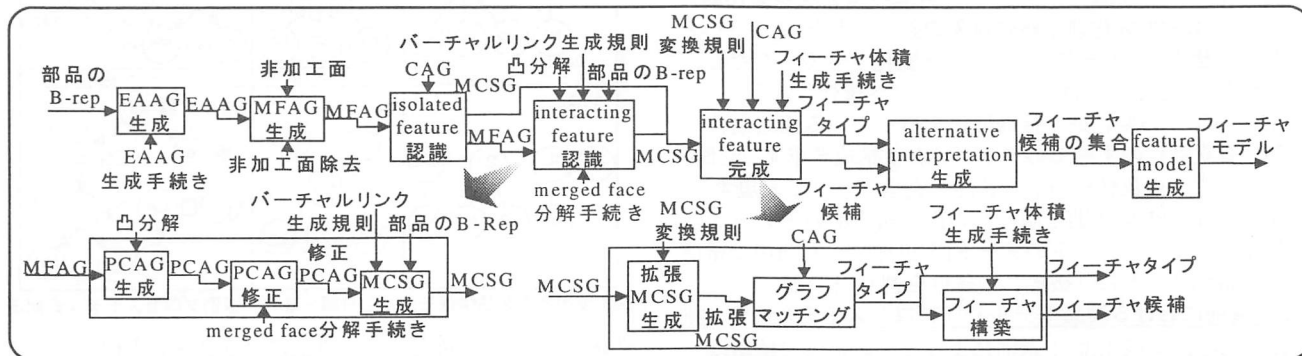 部品の
B-rep
EAAG
生成
EAAG
生成手続き
EAAG
非加工面
MFAG
生成
非加工面除去
MFAG
CAG
isolated
feature
認識
MCSG
MFAG
バーチャルリンク生成規則
凸分解
部品のB-rep
interacting
feature
認識
merged face
分解手続き
MCSG
MCSG
変換規則
CAG
フィーチャ体積
生成手続き
interacting
feature
完成
フィーチャ
タイプ
フィーチャ
候補
alternative
interpretation
生成
フィーチャ
候補の集合
feature
model
生成
フィーチャ
モデル
MFAG
凸分解
PCAG
生成
PCAG
PCAG
修正
merged face分解手続き
修正
PCAG
バーチャルリンク
生成規則
部品のB-Rep
MCSG
生成
MCSG
MCSG
MCSG
変換規則
拡張
MCSG
生成
拡張
MCSG
CAG
グラフ
マッチング
フィーチャ
タイプ
フィーチャ体積
生成手続き
フィーチャ
構築
フィーチャタイプ
フィーチャ候補